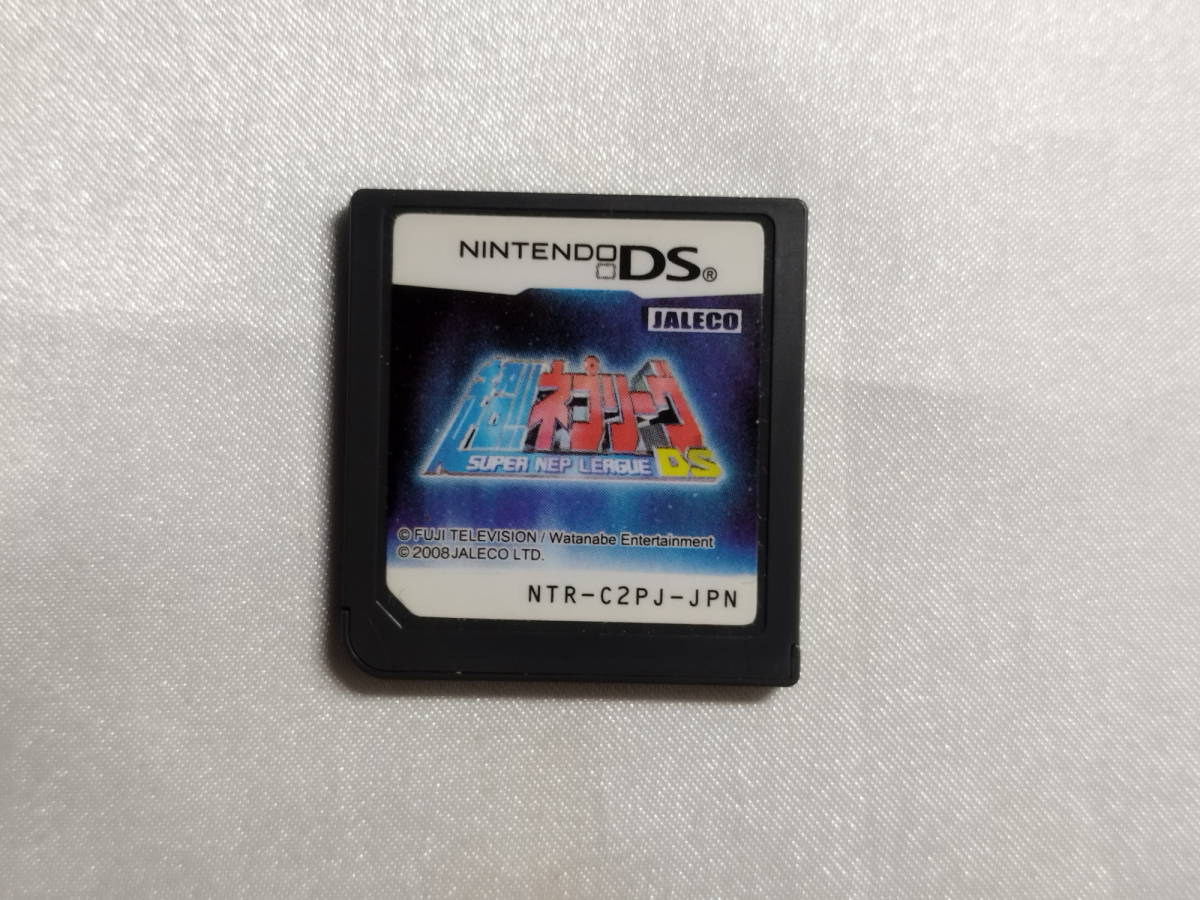 NINTENDO DS®
JALECO
超!!ネプリーグ
SUPER NEP LEAGUE DS
© FUJI TELEVISION / Watanabe Entertainment
© 2008 JALECO LTD.
NTR-C2PJ-JPN